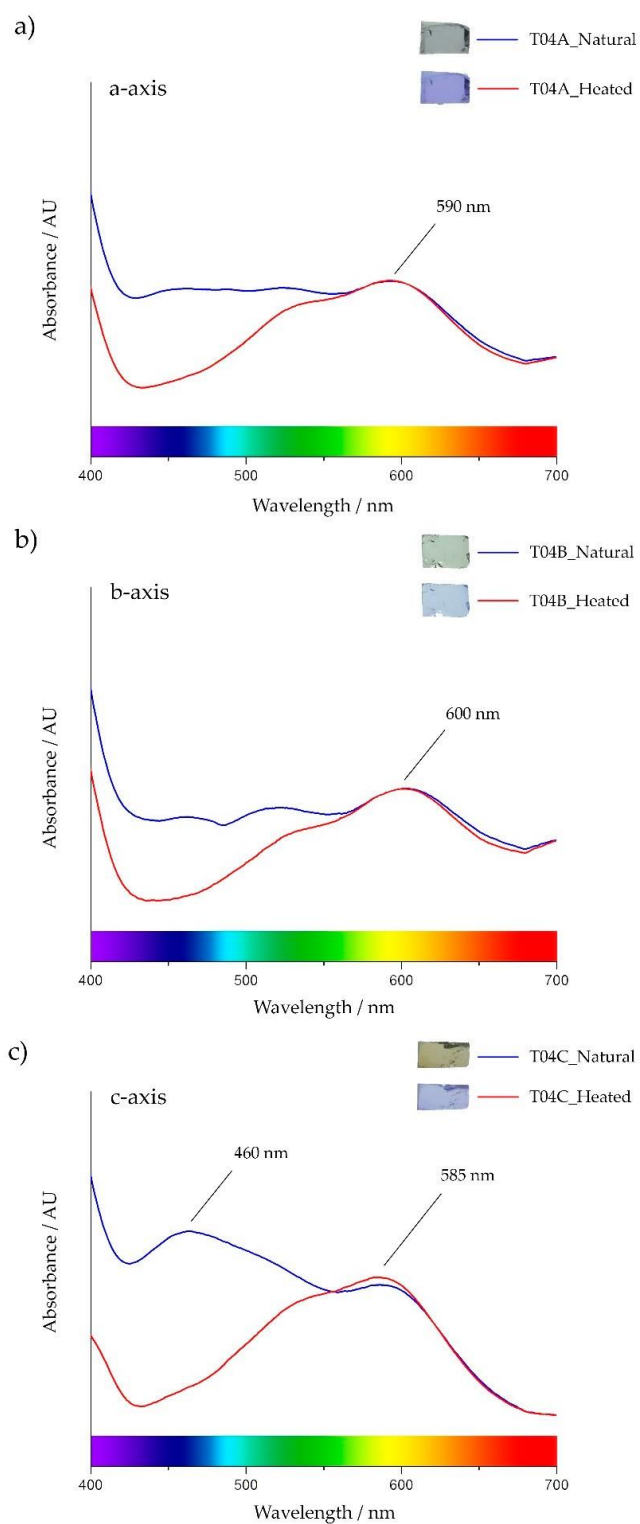 a)
T04A_Natural
T04A_Heated
a-axis
590 nm
Absorbance / AU
400 500 600 700
Wavelength / nm
b)
T04B_Natural
T04B_Heated
b-axis
600 nm
Absorbance / AU
400 500 600 700
Wavelength / nm
c)
T04C_Natural
T04C_Heated
c-axis
460 nm
585 nm
Absorbance / AU
400 500 600 700
Wavelength / nm